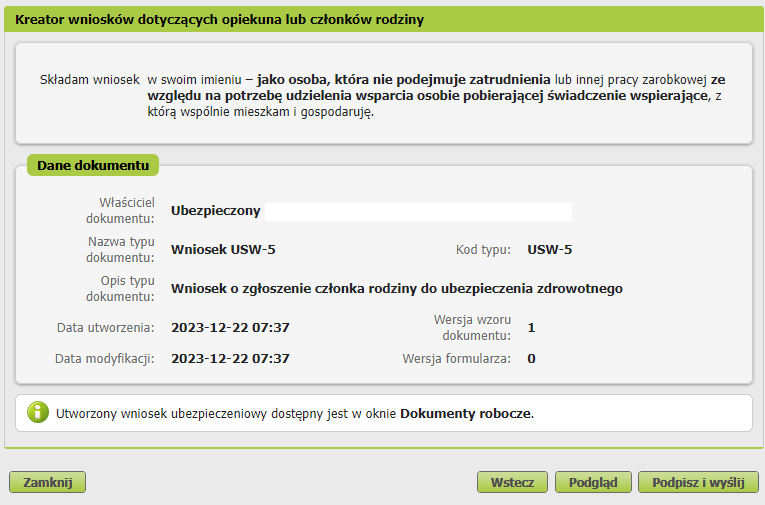 Kreator wniosków dotyczących opiekuna lub członków rodziny
Składam wniosek w swoim imieniu – jako osoba, która nie podejmuje zatrudnienia lub innej pracy zarobkowej ze
względu na potrzebę udzielenia wsparcia osobie pobierającej świadczenie wspierające, z
którą wspólnie mieszkam i gospodaruję.
Dane dokumentu
Właściciel
dokumentu:
Ubezpieczony
Nazwa typu
dokumentu:
Wniosek USW-5
Kod typu:
USW-5
Opis typu
dokumentu:
Wniosek o zgłoszenie członka rodziny do ubezpieczenia zdrowotnego
Data utworzenia:
2023-12-22 07:37
Wersja wzoru
dokumentu:
1
Data modyfikacji:
2023-12-22 07:37
Wersja formularza:
0
Utworzony wniosek ubezpieczeniowy dostępny jest w oknie Dokumenty robocze.
Zamknij
Wstecz
Podgląd
Podpisz i wyślij